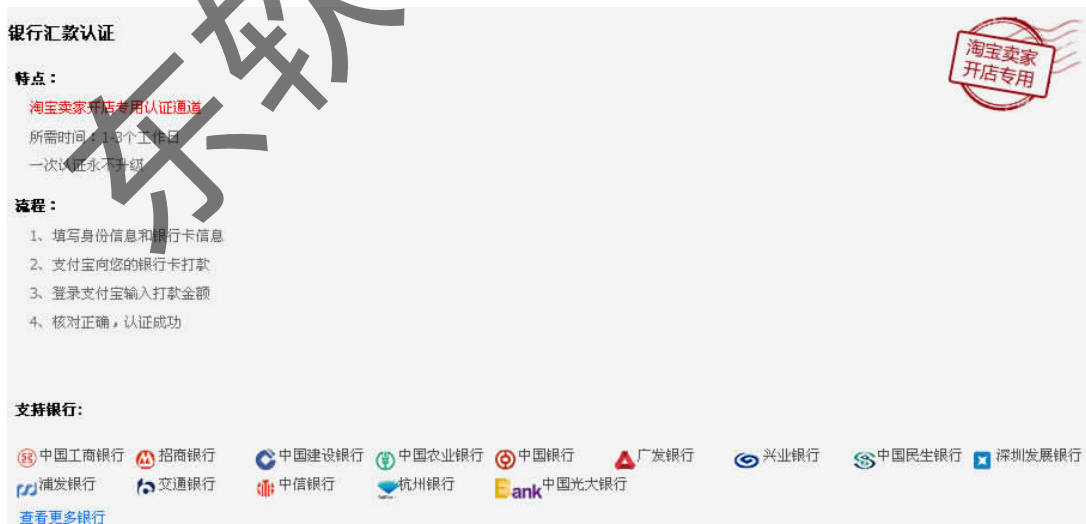 东软
银行汇款认证
淘宝卖家
开店专用
特点：
淘宝卖家开店专用认证通道
所需时间：1-3个工作日
一次认证永不升级
流程：
1、填写身份信息和银行卡信息
2、支付宝向您的银行卡打款
3、登录支付宝输入打款金额
4、核对正确，认证成功
支持银行:
中国工商银行 招商银行 中国建设银行 中国农业银行 中国银行 广发银行 兴业银行 中国民生银行 深圳发展银行
浦发银行 交通银行 中信银行 杭州银行 Bank 中国光大银行
查看更多银行